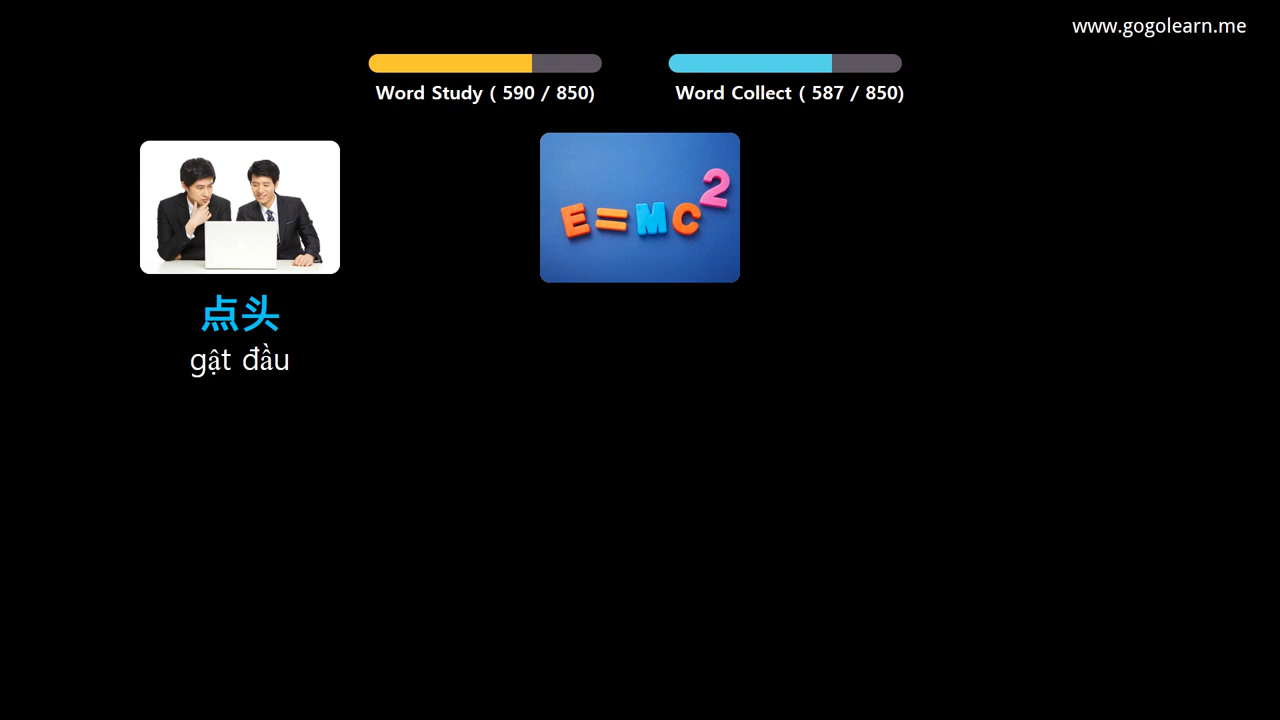 www.gogolearn.me
Word Study ( 590 / 850)
Word Collect ( 587 / 850)
E=MC2
点头
gật đầu